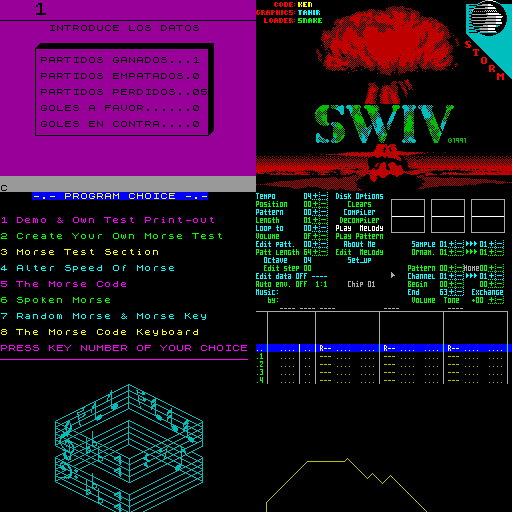 1
INTRODUCE LOS DATOS
PARTIDOS GANADOS...1
PARTIDOS EMPATADOS.0
PARTIDOS PERDIDOS..05
GOLES A FAVOR......0
GOLES EN CONTRA....0
C
CODE: KEN
GRAPHICS: TAHIR
LOADER: SNAKE
STORM
SWIV
©1991
-.- PROGRAM CHOICE -.-
1 Demo & Own Test Print-out
2 Create Your Own Morse Test
3 Morse Test Section
4 Alter Speed Of Morse
5 The Morse Code
6 Spoken Morse
7 Random Morse & Morse Key
8 The Morse Code Keyboard
PRESS KEY NUMBER OF YOUR CHOICE
Tempo 04 Disk Options
Position 00 Clears
Pattern 00 Compiler
Length 01 Decompiler
Loop to 00 Play Melody
Volume 0F Play Pattern
Edit Patt. 00 About Me
Patt Length 64 Edit Melody
Octave 04 Set_up
Edit step 00
Edit data Off ----
Auto env. Off 1:1 Chip 01
Music:
by:
Sample 01 01
Ornam. 01 01
Pattern 00 None 00
Channel 01 01
Begin 00 00
End 63 Exchange
Volume Tone +00
R-- R-- R--
1
2
3
4